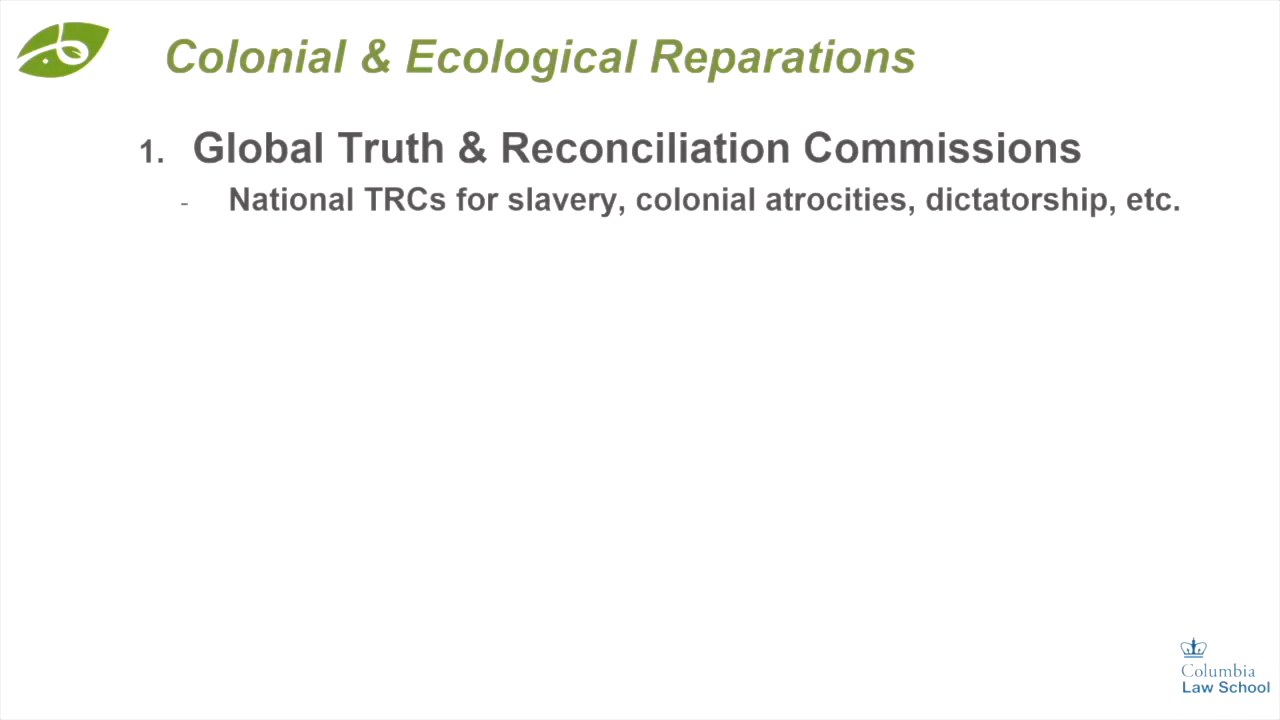 Colonial & Ecological Reparations
1. Global Truth & Reconciliation Commissions
- National TRCs for slavery, colonial atrocities, dictatorship, etc.
Columbia
Law School